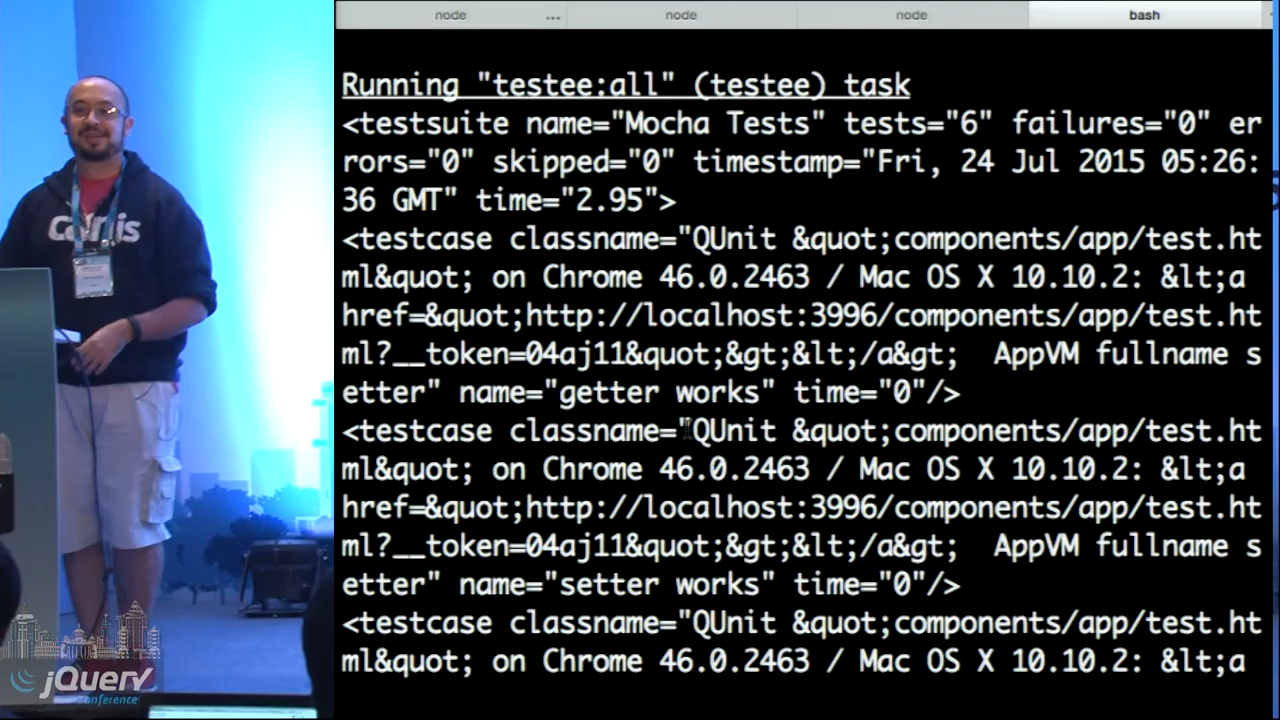 node
...
node
node
bash
Running "testee:all" (testee) task
<testsuite name="Mocha Tests" tests="6" failures="0" er
rors="0" skipped="0" timestamp="Fri, 24 Jul 2015 05:26:
36 GMT" time="2.95">
<testcase classname="QUnit &quot;components/app/test.ht
ml&quot; on Chrome 46.0.2463 / Mac OS X 10.10.2: &lt;a
href=&quot;http://localhost:3996/components/app/test.ht
ml?__token=04aj11&quot;&gt;&lt;/a&gt;  AppVM fullname s
etter" name="getter works" time="0"/>
<testcase classname="QUnit &quot;components/app/test.ht
ml&quot; on Chrome 46.0.2463 / Mac OS X 10.10.2: &lt;a
href=&quot;http://localhost:3996/components/app/test.ht
ml?__token=04aj11&quot;&gt;&lt;/a&gt;  AppVM fullname s
etter" name="setter works" time="0"/>
<testcase classname="QUnit &quot;components/app/test.ht
ml&quot; on Chrome 46.0.2463 / Mac OS X 10.10.2: &lt;a
jQuery
Conference